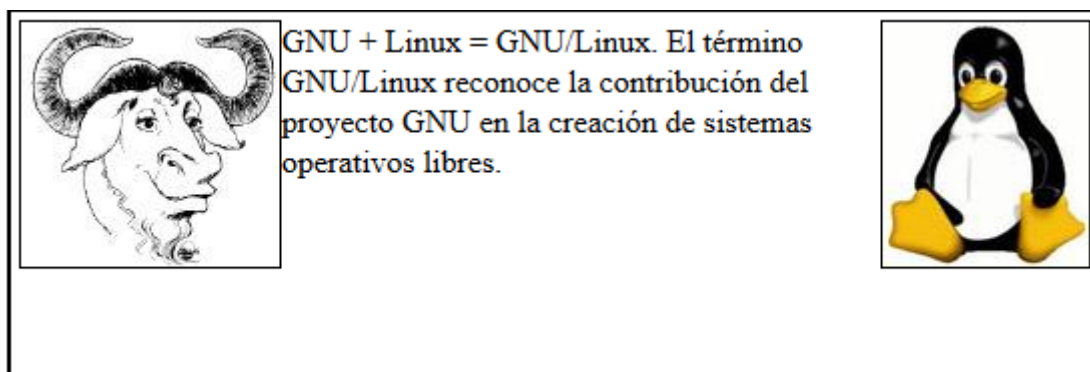 GNU + Linux = GNU/Linux. El término
GNU/Linux reconoce la contribución del
proyecto GNU en la creación de sistemas
operativos libres.